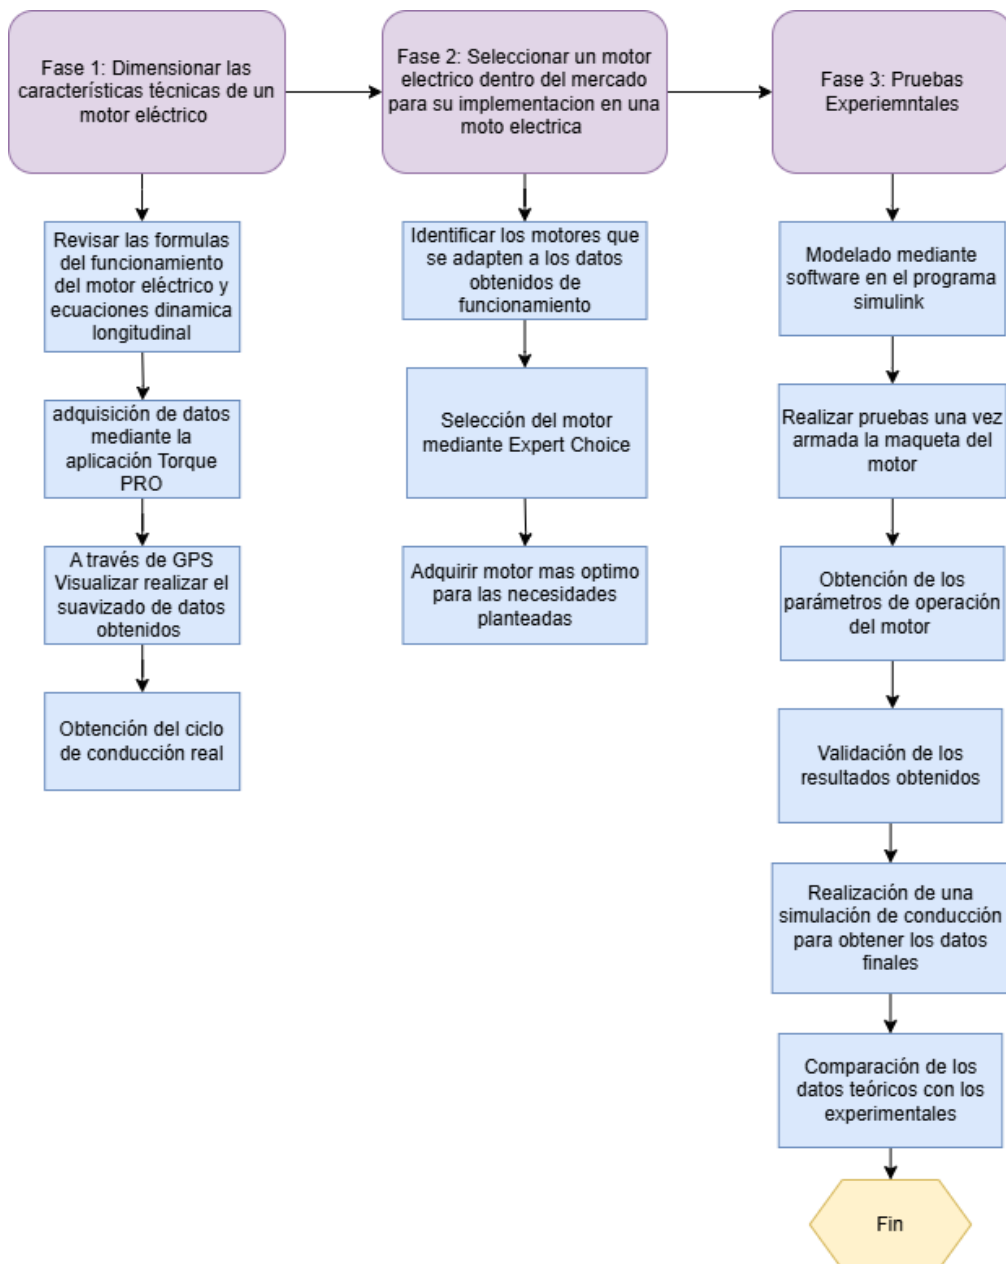 Fase 1: Dimensionar las
características técnicas de un
motor eléctrico
Fase 2: Seleccionar un motor
electrico dentro del mercado
para su implementacion en una
moto electrica
Fase 3: Pruebas
Experiemntales
Revisar las formulas
del funcionamiento
del motor eléctrico y
ecuaciones dinamica
longitudinal
adquisición de datos
mediante la
aplicación Torque
PRO
A través de GPS
Visualizar realizar el
suavizado de datos
obtenidos
Obtención del ciclo
de conducción real
Identificar los motores que
se adapten a los datos
obtenidos de
funcionamiento
Selección del motor
mediante Expert Choice
Adquirir motor mas optimo
para las necesidades
planteadas
Modelado mediante
software en el programa
simulink
Realizar pruebas una vez
armada la maqueta del
motor
Obtención de los
parámetros de operación
del motor
Validación de los
resultados obtenidos
Realización de una
simulación de conducción
para obtener los datos
finales
Comparación de los
datos teóricos con los
experimentales
Fin